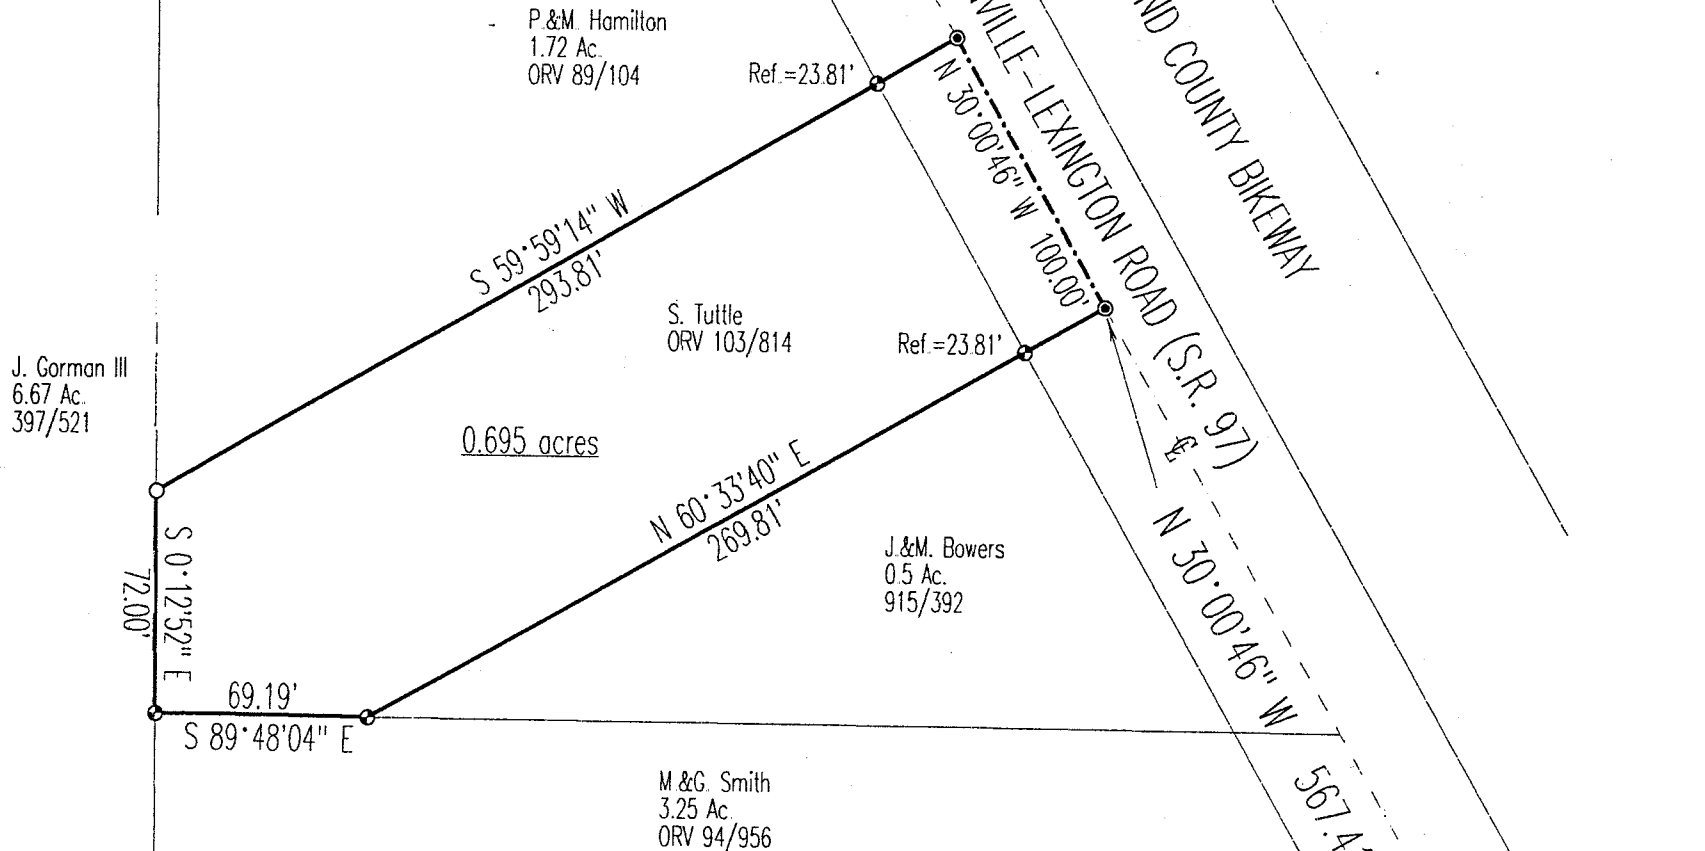 P.&M. Hamilton
1.72 Ac.
ORV 89/104
Ref.=23.81'
N 30°00'46" W 100.00'
VILLE-LEXINGTON ROAD (S.R. 97)
ND COUNTY BIKEWAY
S 59°59'14" W
293.81'
S. Tuttle
ORV 103/814
Ref.=23.81'
J. Gorman III
6.67 Ac.
397/521
0.695 acres
N 60°33'40" E
269.81'
J.&M. Bowers
0.5 Ac.
915/392
S 0°12'52" E
72.00'
69.19'
S 89°48'04" E
N 30°00'46" W 567.4
M.&G. Smith
3.25 Ac.
ORV 94/956